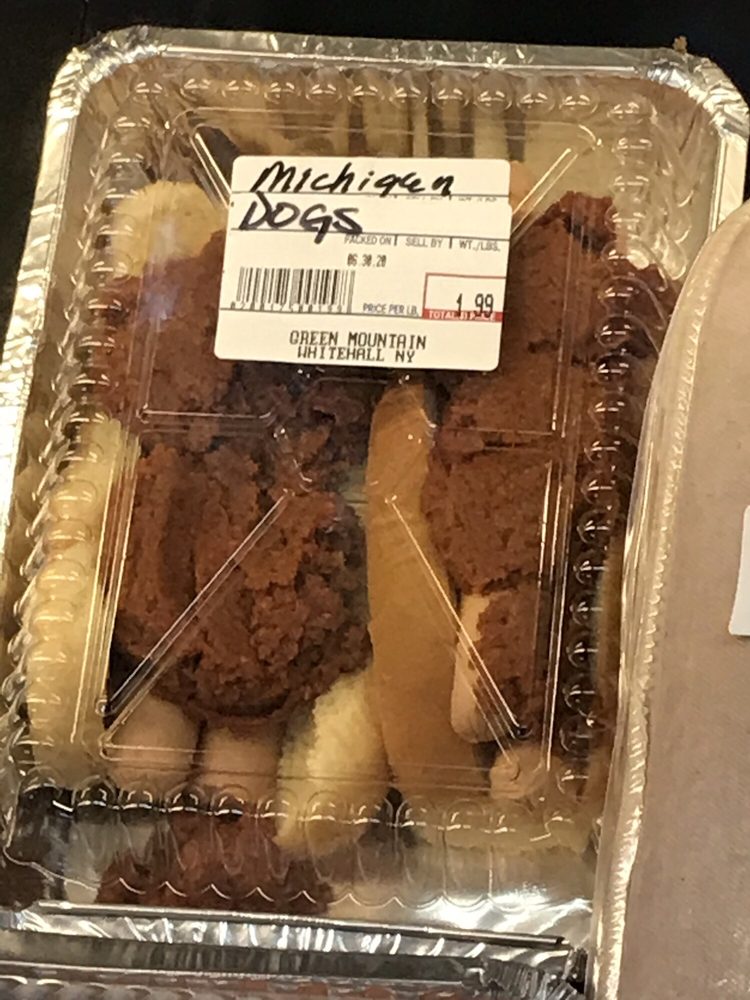 Michigan
DOGS
PACKED ON SELL BY WT./LBS.
06.30.20
PRICE PER LB. 1.99
TOTAL PRICE
GREEN MOUNTAIN
WHITEHALL NY